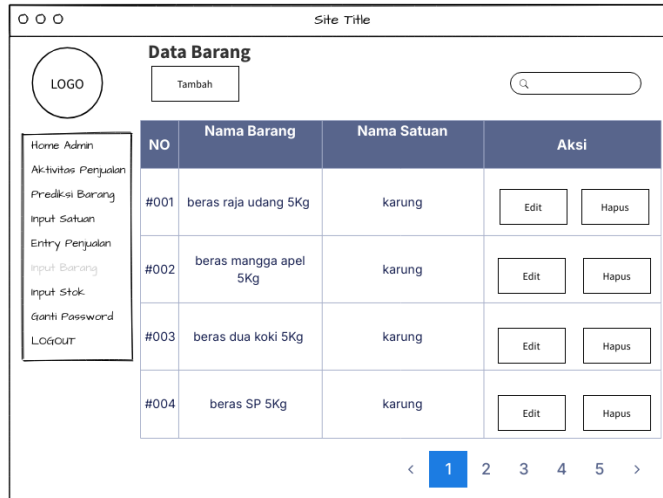 Site Title
LOGO
Data Barang
Tambah
Home Admin
Aktivitas Penjualan
Prediksi Barang
Input Satuan
Entry Penjualan
Input Barang
Input Stok
Ganti Password
LOGOUT
NO Nama Barang Nama Satuan Aksi
#001 beras raja udang 5Kg karung Edit Hapus
#002 beras mangga apel
5Kg karung Edit Hapus
#003 beras dua koki 5Kg karung Edit Hapus
#004 beras SP 5Kg karung Edit Hapus
< 1 2 3 4 5 >